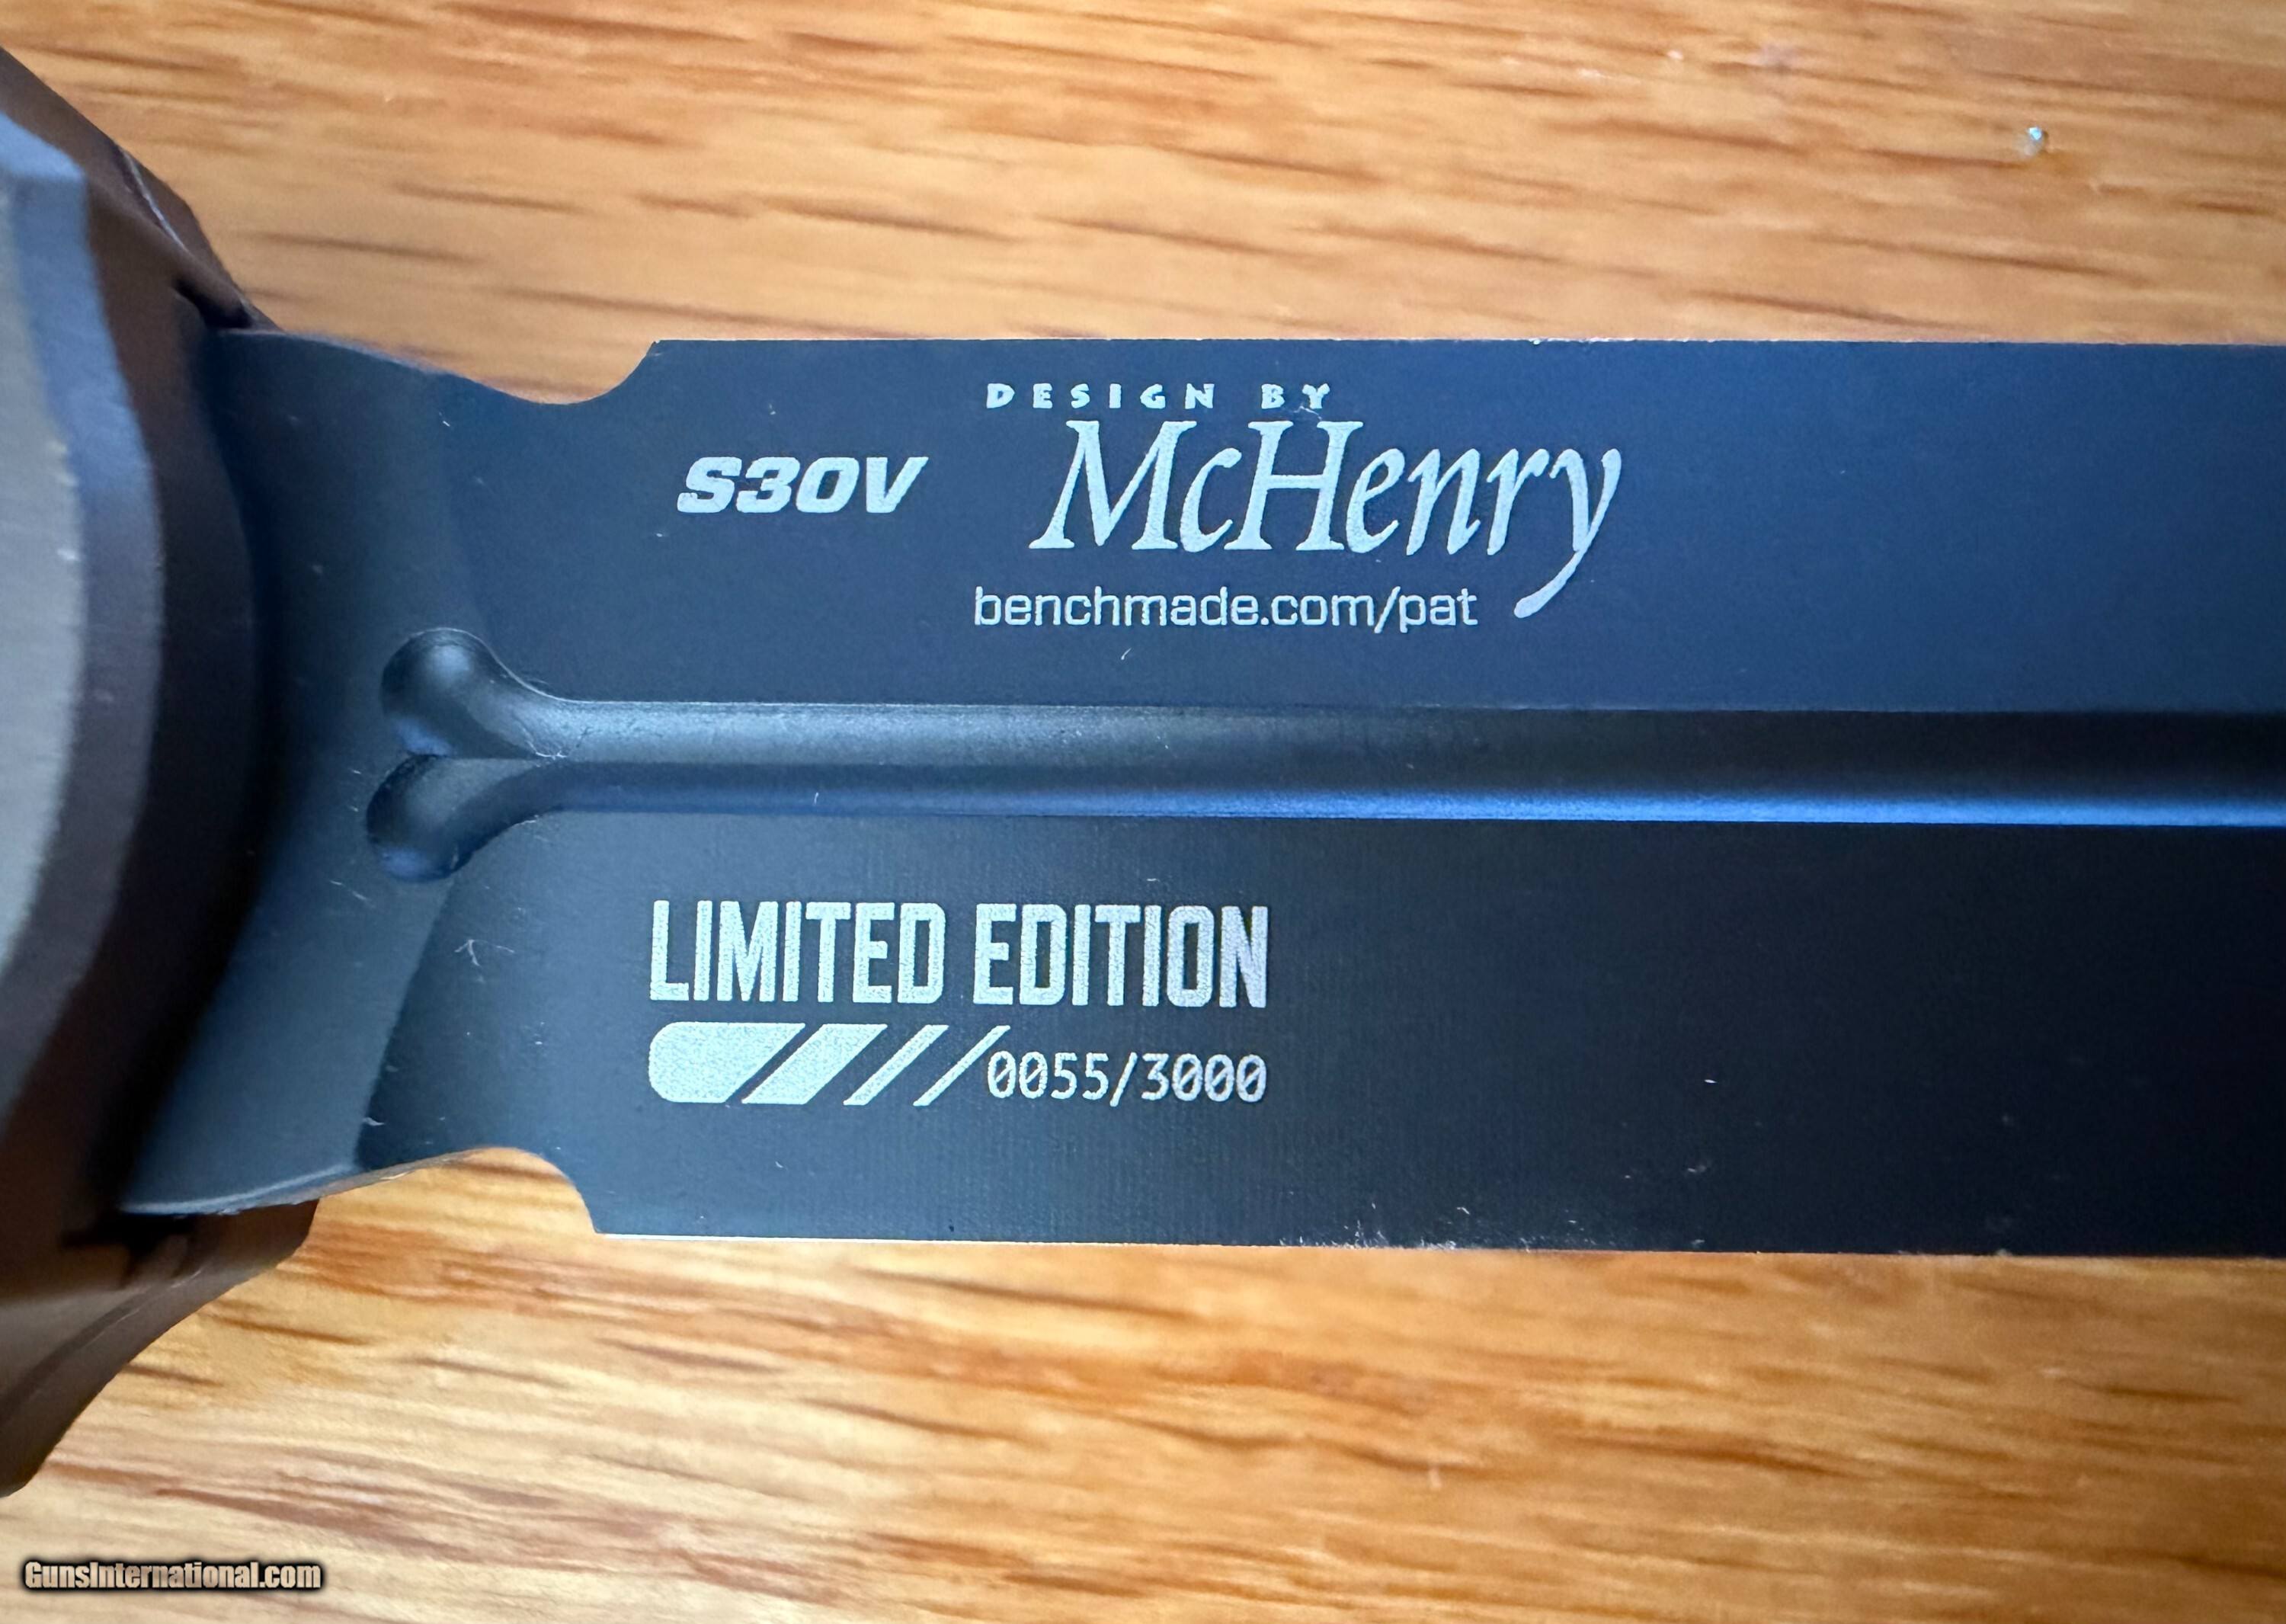 DESIGN BY
S30V McHenry
benchmade.com/pat
LIMITED EDITION
0055/3000
GunsInternational.com